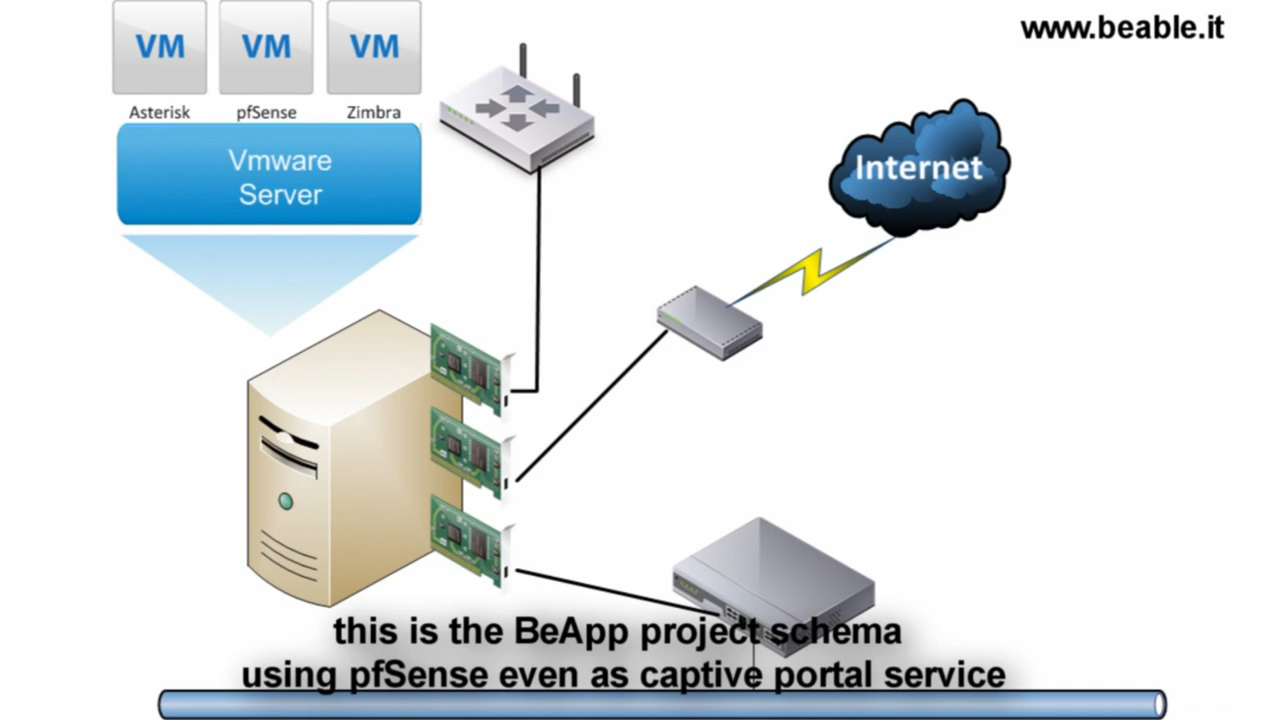 www.beable.it
VM VM VM
Asterisk pfSense Zimbra
Vmware
Server
Internet
this is the BeApp project schema
using pfSense even as captive portal service